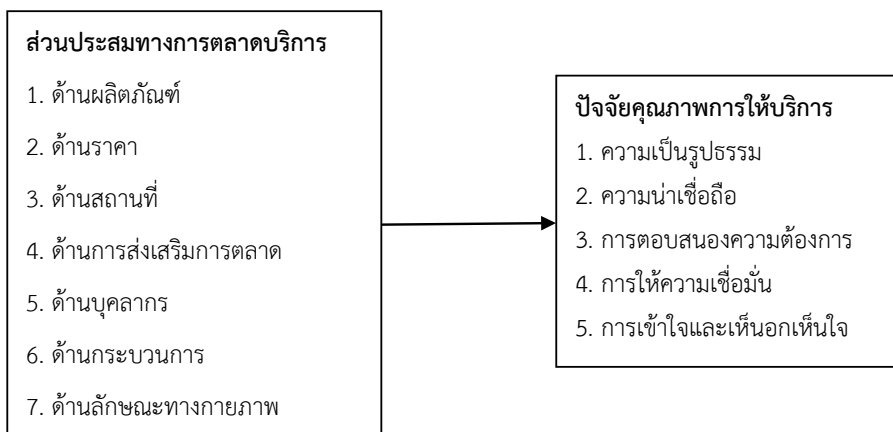 ส่วนประสมทางการตลาดบริการ
1. ด้านผลิตภัณฑ์
2. ด้านราคา
3. ด้านสถานที่
4. ด้านการส่งเสริมการตลาด
5. ด้านบุคลากร
6. ด้านกระบวนการ
7. ด้านลักษณะทางกายภาพ
ปัจจัยคุณภาพการให้บริการ
1. ความเป็นรูปธรรม
2. ความน่าเชื่อถือ
3. การตอบสนองความต้องการ
4. การให้ความเชื่อมั่น
5. การเข้าใจและเห็นอกเห็นใจ